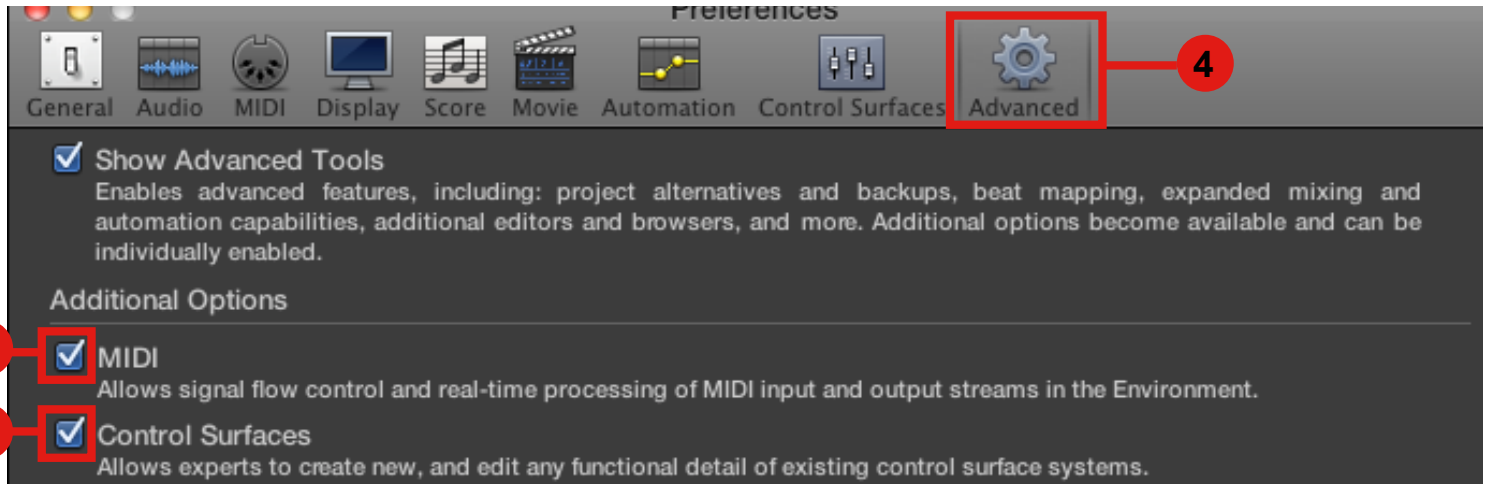 Preferences
4
General Audio MIDI Display Score Movie Automation Control Surfaces Advanced
Show Advanced Tools
Enables advanced features, including: project alternatives and backups, beat mapping, expanded mixing and
automation capabilities, additional editors and browsers, and more. Additional options become available and can be
individually enabled.
Additional Options
MIDI
Allows signal flow control and real-time processing of MIDI input and output streams in the Environment.
Control Surfaces
Allows experts to create new, and edit any functional detail of existing control surface systems.